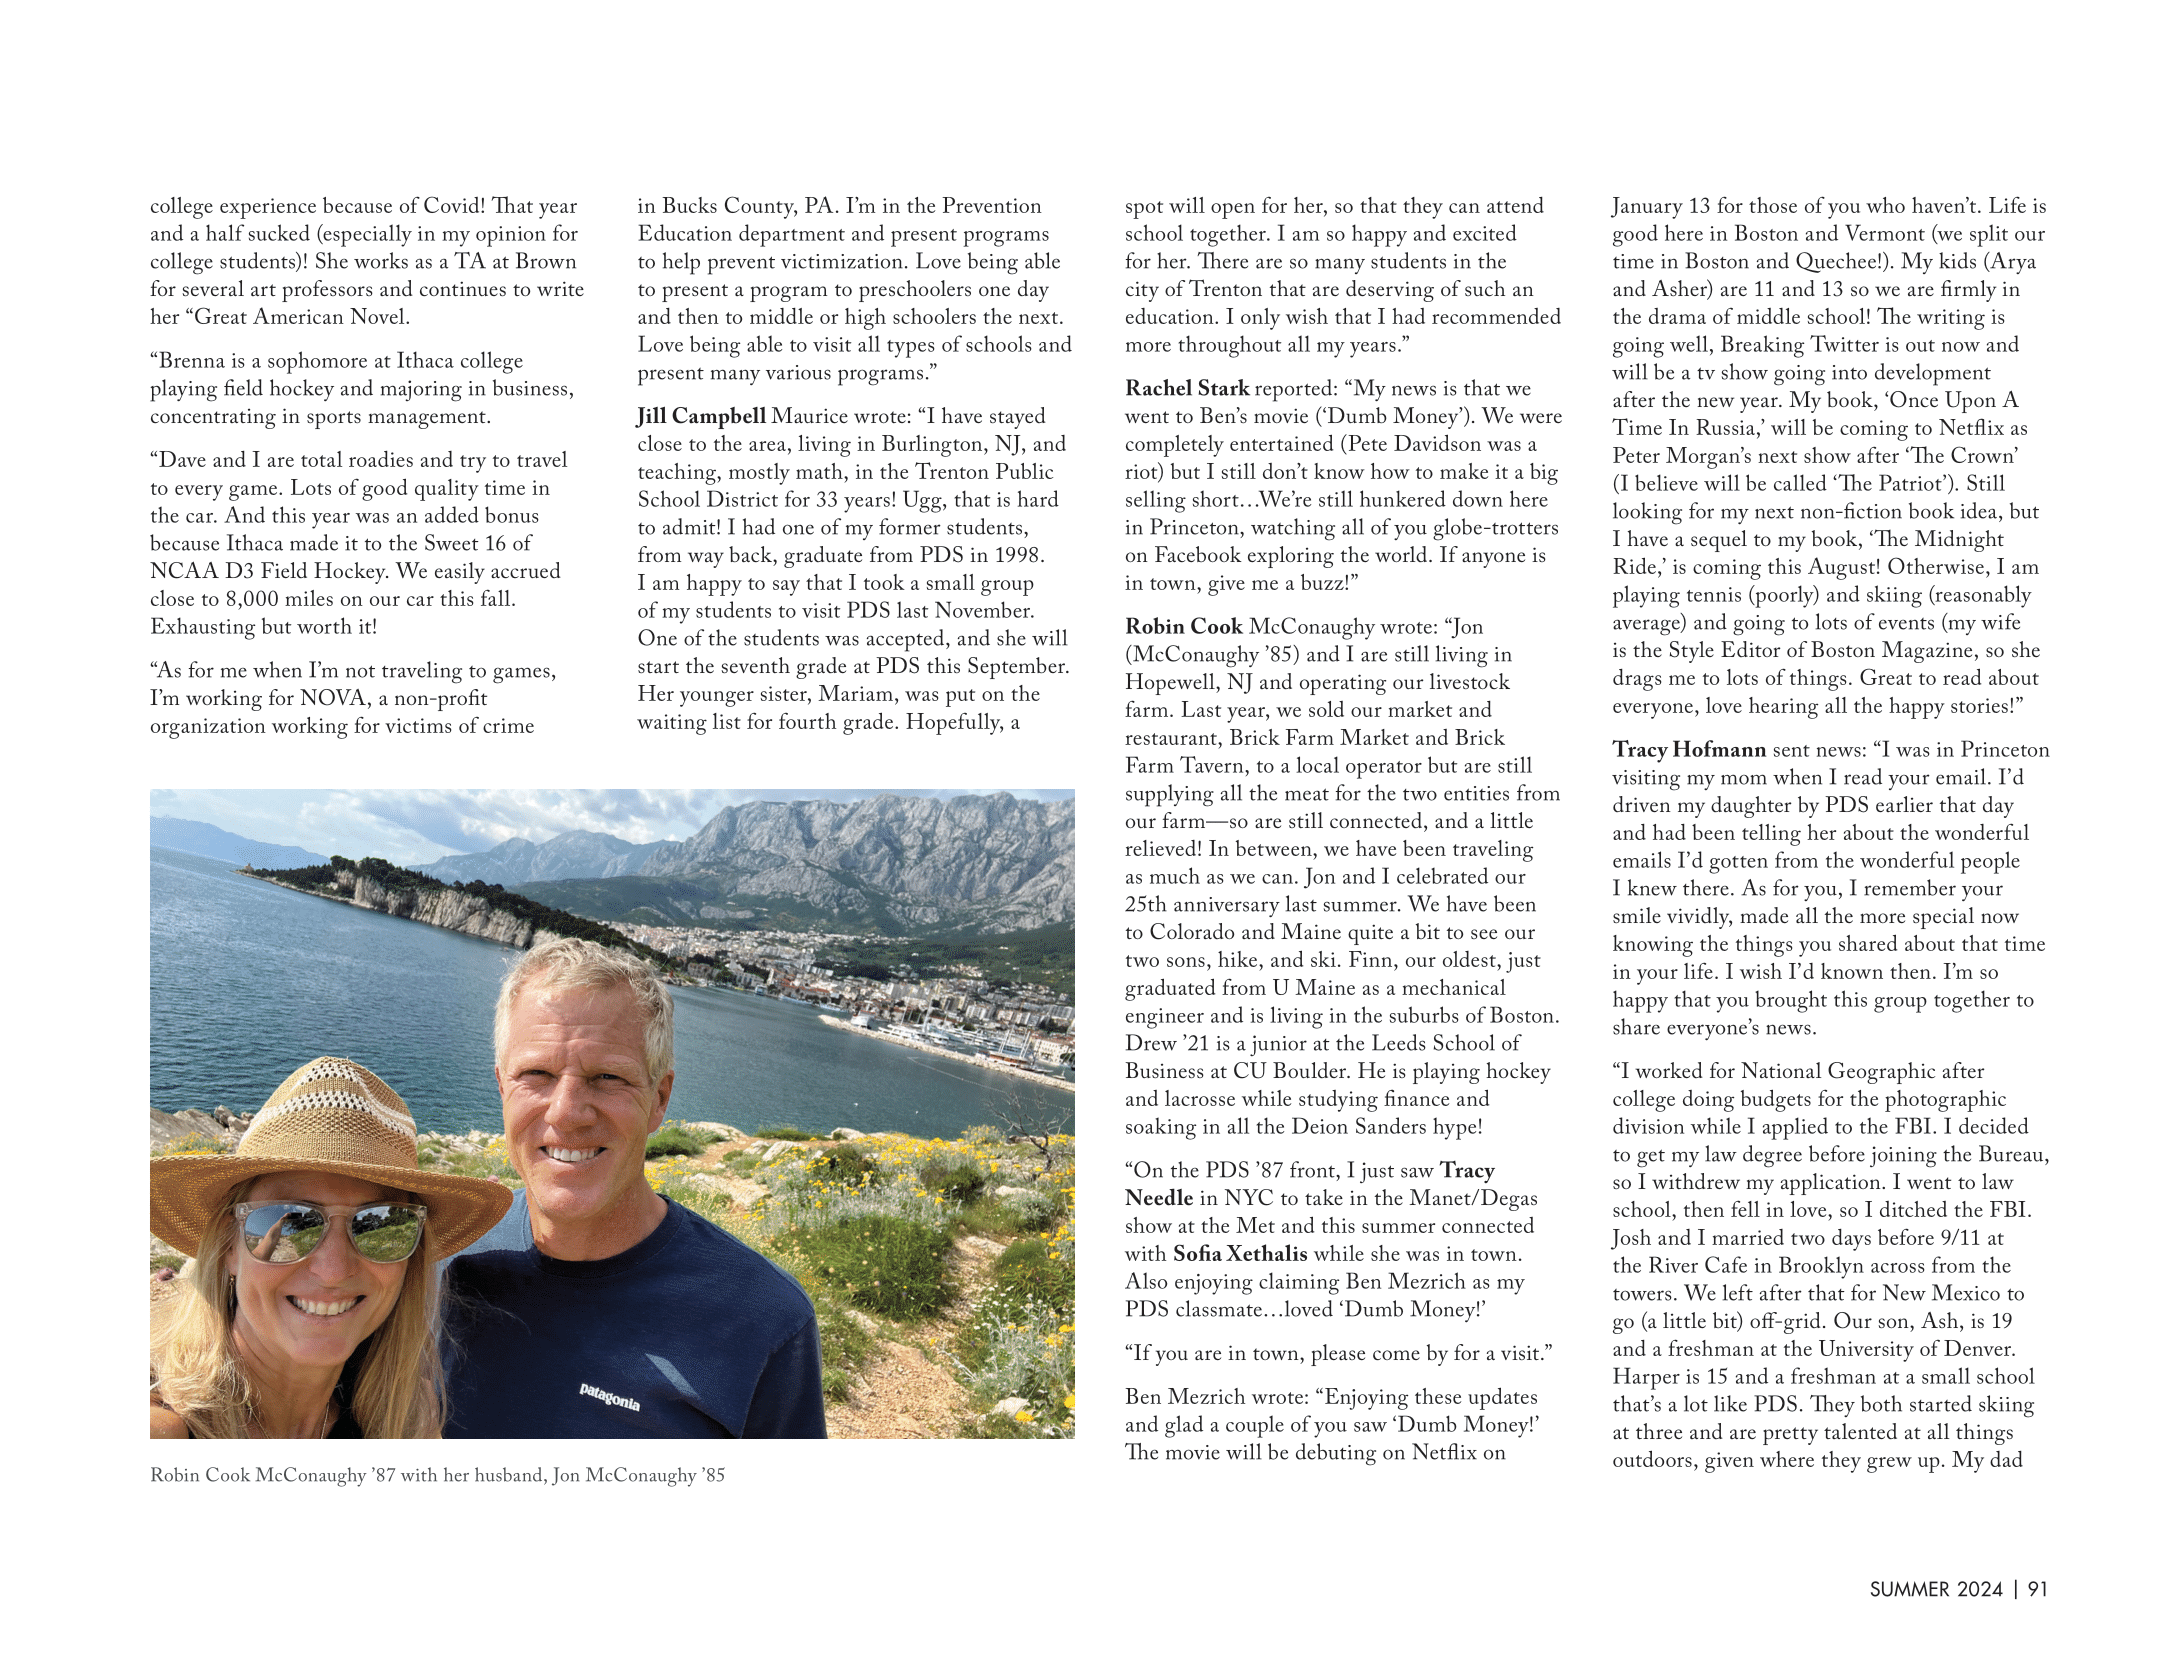 college experience because of Covid! That year
and a half sucked (especially in my opinion for
college students)! She works as a TA at Brown
for several art professors and continues to write
her “Great American Novel.
“Brenna is a sophomore at Ithaca college
playing field hockey and majoring in business,
concentrating in sports management.
“Dave and I are total roadies and try to travel
to every game. Lots of good quality time in
the car. And this year was an added bonus
because Ithaca made it to the Sweet 16 of
NCAA D3 Field Hockey. We easily accrued
close to 8,000 miles on our car this fall.
Exhausting but worth it!
“As for me when I’m not traveling to games,
I’m working for NOVA, a non-profit
organization working for victims of crime
in Bucks County, PA. I’m in the Prevention
Education department and present programs
to help prevent victimization. Love being able
to present a program to preschoolers one day
and then to middle or high schoolers the next.
Love being able to visit all types of schools and
present many various programs.”
Jill Campbell Maurice wrote: “I have stayed
close to the area, living in Burlington, NJ, and
teaching, mostly math, in the Trenton Public
School District for 33 years! Ugg, that is hard
to admit! I had one of my former students,
from way back, graduate from PDS in 1998.
I am happy to say that I took a small group
of my students to visit PDS last November.
One of the students was accepted, and she will
start the seventh grade at PDS this September.
Her younger sister, Mariam, was put on the
waiting list for fourth grade. Hopefully, a
patagonia
Robin Cook McConaughy ’87 with her husband, Jon McConaughy ’85
spot will open for her, so that they can attend
school together. I am so happy and excited
for her. There are so many students in the
city of Trenton that are deserving of such an
education. I only wish that I had recommended
more throughout all my years.”
Rachel Stark reported: “My news is that we
went to Ben’s movie (‘Dumb Money’). We were
completely entertained (Pete Davidson was a
riot) but I still don’t know how to make it a big
selling short…We’re still hunkered down here
in Princeton, watching all of you globe-trotters
on Facebook exploring the world. If anyone is
in town, give me a buzz!”
Robin Cook McConaughy wrote: “Jon
(McConaughy ’85) and I are still living in
Hopewell, NJ and operating our livestock
farm. Last year, we sold our market and
restaurant, Brick Farm Market and Brick
Farm Tavern, to a local operator but are still
supplying all the meat for the two entities from
our farm—so are still connected, and a little
relieved! In between, we have been traveling
as much as we can. Jon and I celebrated our
25th anniversary last summer. We have been
to Colorado and Maine quite a bit to see our
two sons, hike, and ski. Finn, our oldest, just
graduated from U Maine as a mechanical
engineer and is living in the suburbs of Boston.
Drew ’21 is a junior at the Leeds School of
Business at CU Boulder. He is playing hockey
and lacrosse while studying finance and
soaking in all the Deion Sanders hype!
“On the PDS ’87 front, I just saw Tracy
Needle in NYC to take in the Manet/Degas
show at the Met and this summer connected
with Sofia Xethalis while she was in town.
Also enjoying claiming Ben Mezrich as my
PDS classmate…loved ‘Dumb Money!’
“If you are in town, please come by for a visit.”
Ben Mezrich wrote: “Enjoying these updates
and glad a couple of you saw ‘Dumb Money!’
The movie will be debuting on Netflix on
January 13 for those of you who haven’t. Life is
good here in Boston and Vermont (we split our
time in Boston and Quechee!). My kids (Arya
and Asher) are 11 and 13 so we are firmly in
the drama of middle school! The writing is
going well, Breaking Twitter is out now and
will be a tv show going into development
after the new year. My book, ‘Once Upon A
Time In Russia,’ will be coming to Netflix as
Peter Morgan’s next show after ‘The Crown’
(I believe will be called ‘The Patriot’). Still
looking for my next non-fiction book idea, but
I have a sequel to my book, ‘The Midnight
Ride,’ is coming this August! Otherwise, I am
playing tennis (poorly) and skiing (reasonably
average) and going to lots of events (my wife
is the Style Editor of Boston Magazine, so she
drags me to lots of things. Great to read about
everyone, love hearing all the happy stories!”
Tracy Hofmann sent news: “I was in Princeton
visiting my mom when I read your email. I’d
driven my daughter by PDS earlier that day
and had been telling her about the wonderful
emails I’d gotten from the wonderful people
I knew there. As for you, I remember your
smile vividly, made all the more special now
knowing the things you shared about that time
in your life. I wish I’d known then. I’m so
happy that you brought this group together to
share everyone’s news.
“I worked for National Geographic after
college doing budgets for the photographic
division while I applied to the FBI. I decided
to get my law degree before joining the Bureau,
so I withdrew my application. I went to law
school, then fell in love, so I ditched the FBI.
Josh and I married two days before 9/11 at
the River Cafe in Brooklyn across from the
towers. We left after that for New Mexico to
go (a little bit) off-grid. Our son, Ash, is 19
and a freshman at the University of Denver.
Harper is 15 and a freshman at a small school
that’s a lot like PDS. They both started skiing
at three and are pretty talented at all things
outdoors, given where they grew up. My dad
SUMMER 2024 | 91